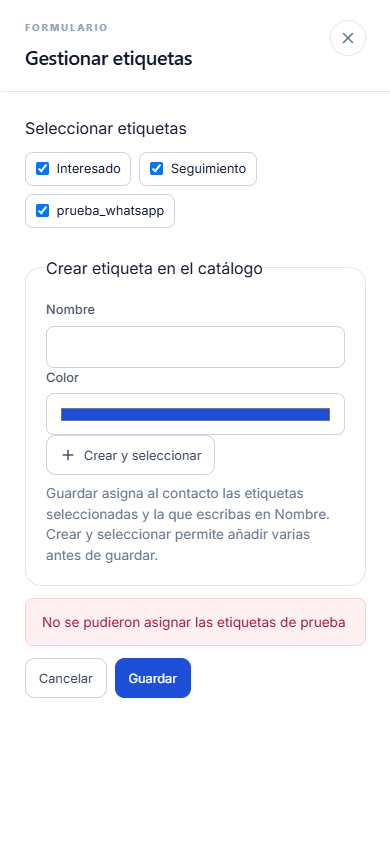 FORMULARIO
Gestionar etiquetas
Seleccionar etiquetas
Interesado
Seguimiento
prueba_whatsapp
Crear etiqueta en el catálogo
Nombre
Color
Crear y seleccionar
Guardar asigna al contacto las etiquetas
seleccionadas y la que escribas en Nombre.
Crear y seleccionar permite añadir varias
antes de guardar.
No se pudieron asignar las etiquetas de prueba
Cancelar
Guardar